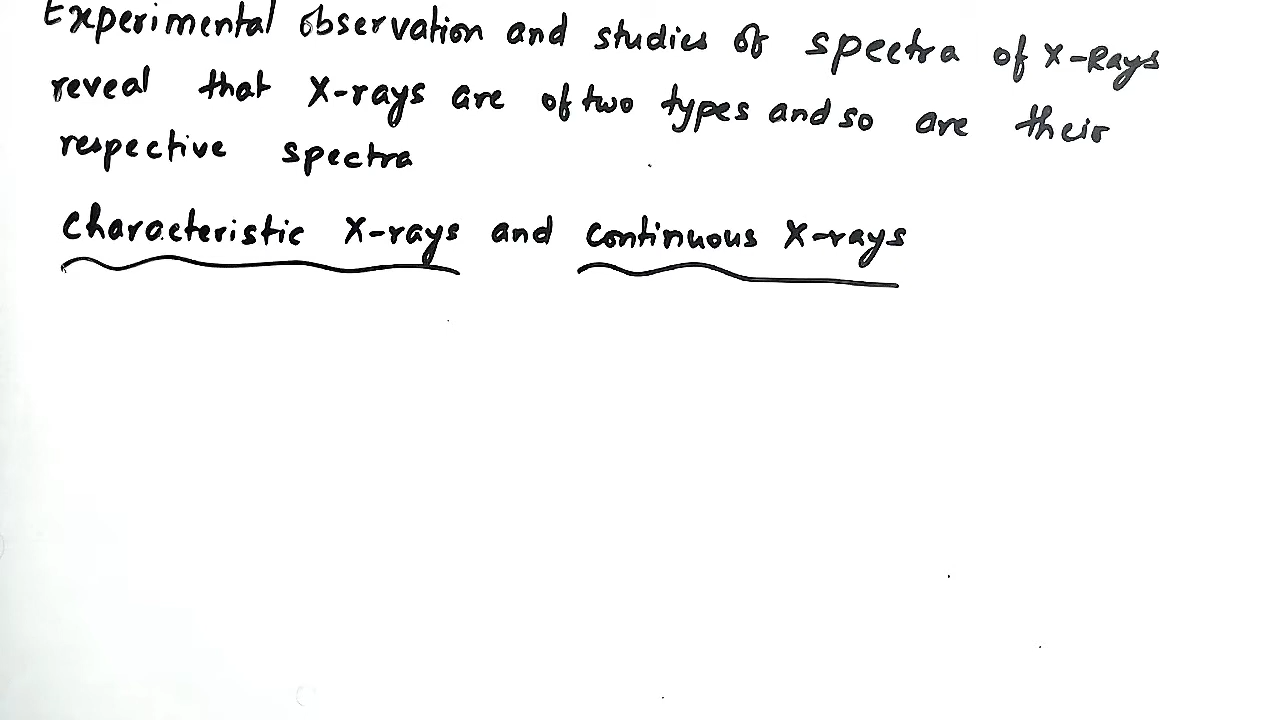 Experimental observation and studies of spectra of X-Rays
reveal that X-rays are of two types and so are their
respective spectra
Characteristic X-rays and continuous X-rays